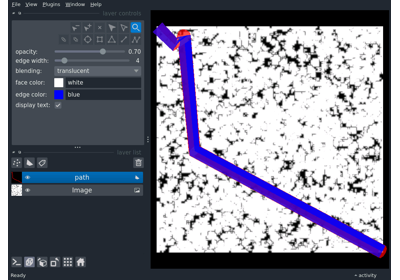 File View Plugins Window Help
layer controls
opacity: 0.70
edge width: 4
blending: translucent
face color: white
edge color: blue
display text:
layer list
path
Image
Ready
activity